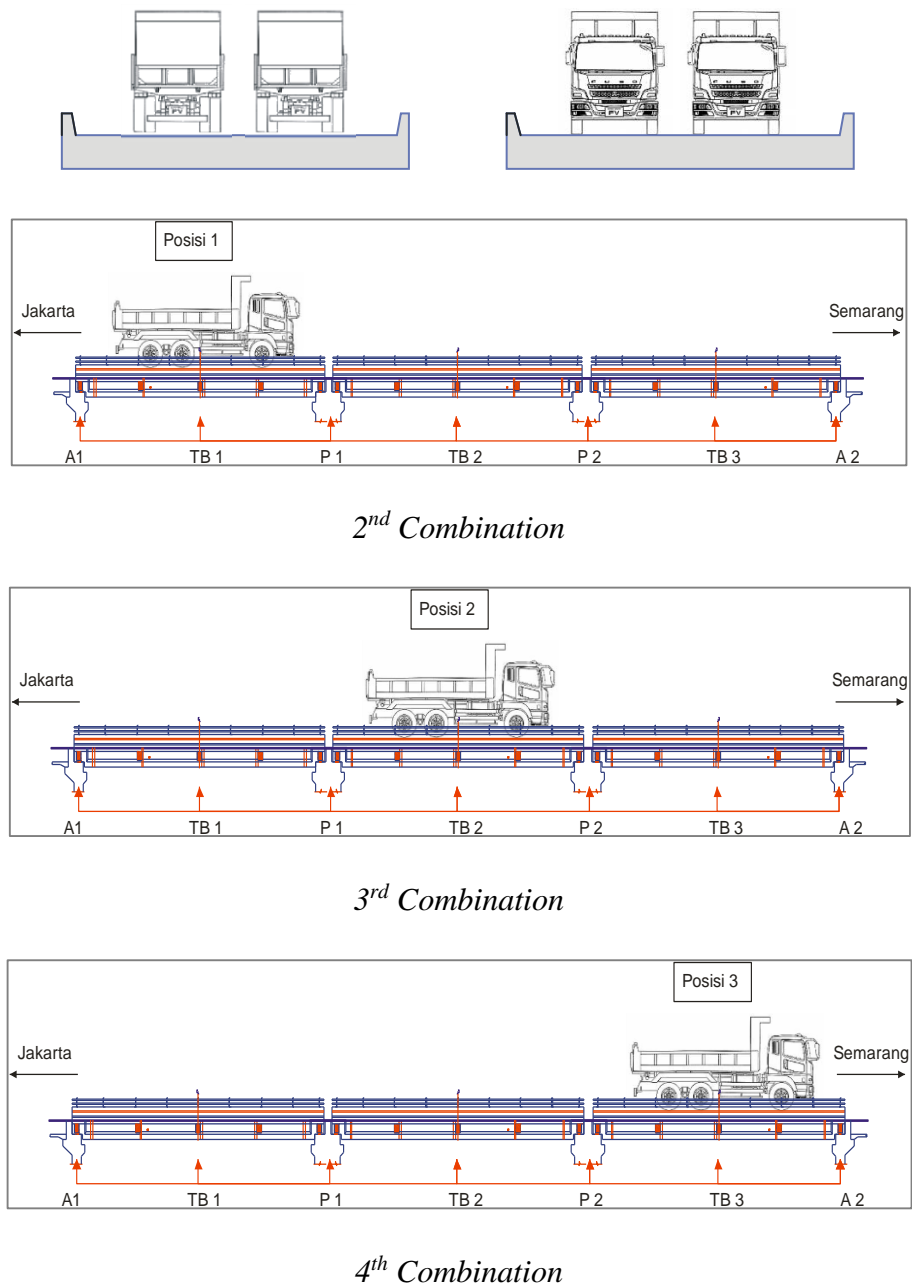 Posisi 1
Jakarta
Semarang
A1 TB 1 P 1 TB 2 P 2 TB 3 A 2
2nd Combination
Posisi 2
Jakarta
Semarang
A1 TB 1 P 1 TB 2 P 2 TB 3 A 2
3rd Combination
Posisi 3
Jakarta
Semarang
A1 TB 1 P 1 TB 2 P 2 TB 3 A 2
4th Combination